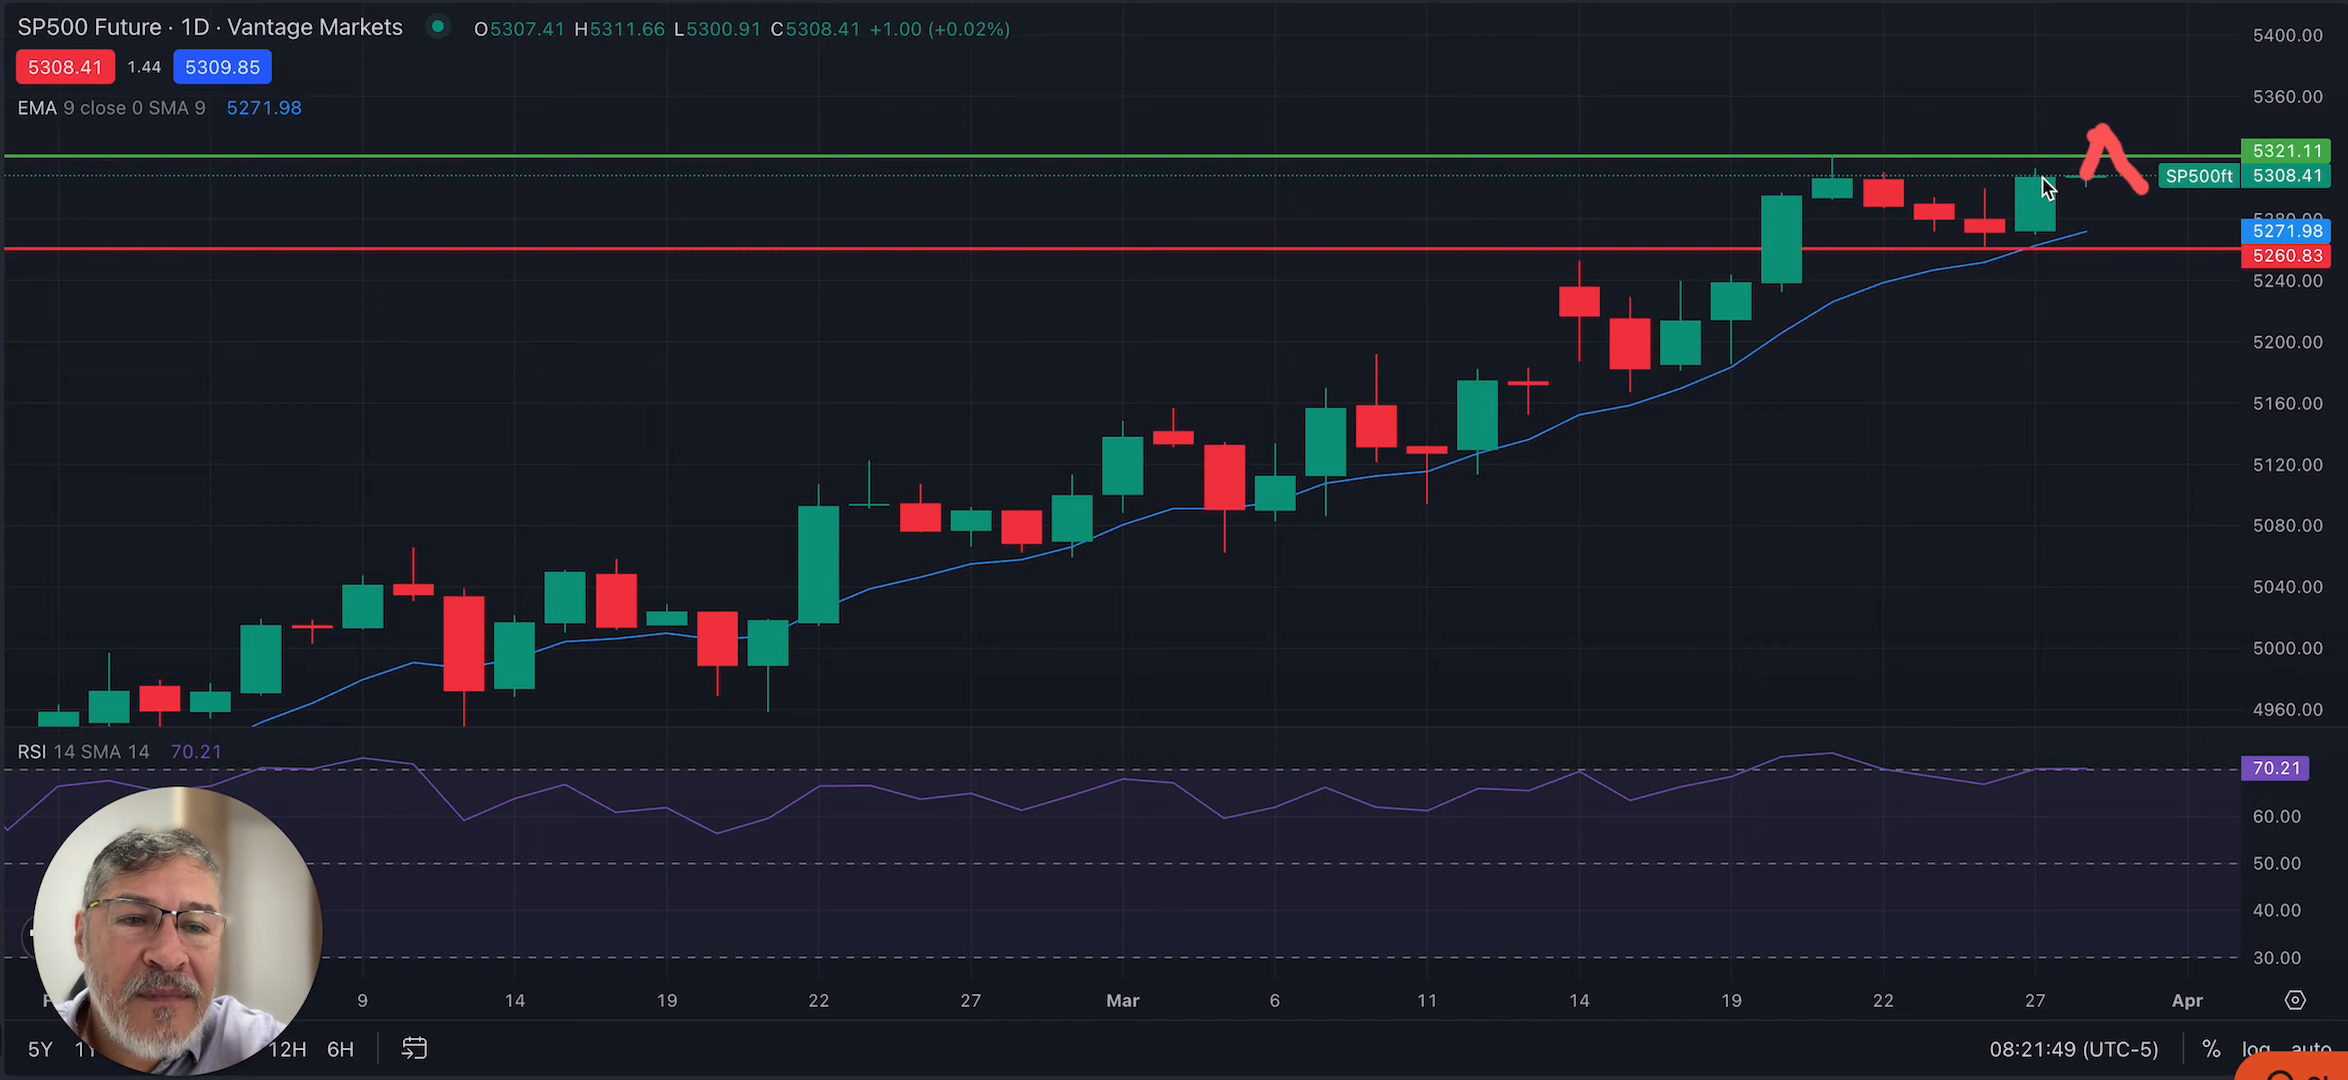 SP500 Future · 1D · Vantage Markets O5307.41 H5311.66 L5300.91 C5308.41 +1.00 (+0.02%)
5308.41 1.44 5309.85
EMA 9 close 0 SMA 9 5271.98
5400.00
5360.00
5321.11
SP500ft 5308.41
5280.00
5271.98
5260.83
5240.00
5200.00
5160.00
5120.00
5080.00
5040.00
5000.00
4960.00
RSI 14 SMA 14 70.21
70.21
60.00
50.00
40.00
30.00
9 14 19 22 27 Mar 6 11 14 19 22 27 Apr
5Y 12H 6H 08:21:49 (UTC-5) % log auto